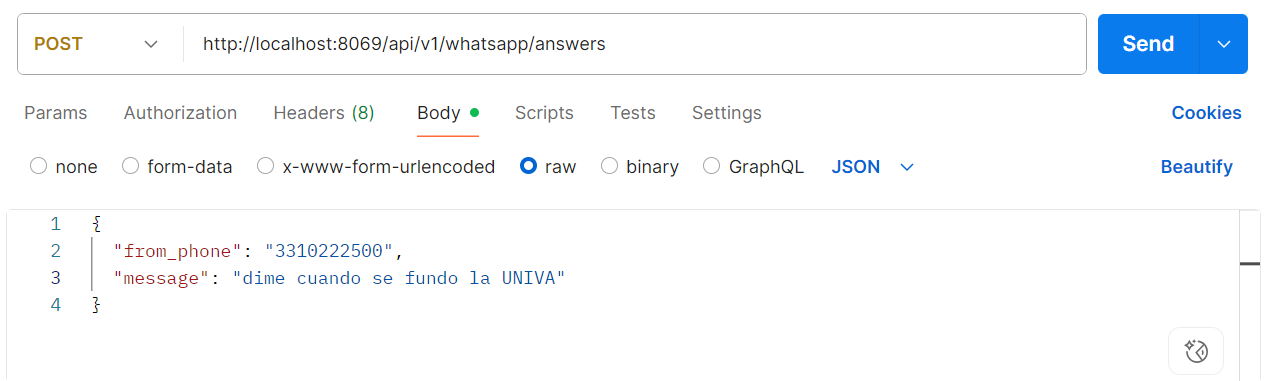 POST http://localhost:8069/api/v1/whatsapp/answers Send
Params Authorization Headers (8) Body Scripts Tests Settings Cookies
none form-data x-www-form-urlencoded raw binary GraphQL JSON Beautify
1 {
2 "from_phone": "3310222500",
3 "message": "dime cuando se fundo la UNIVA"
4 }